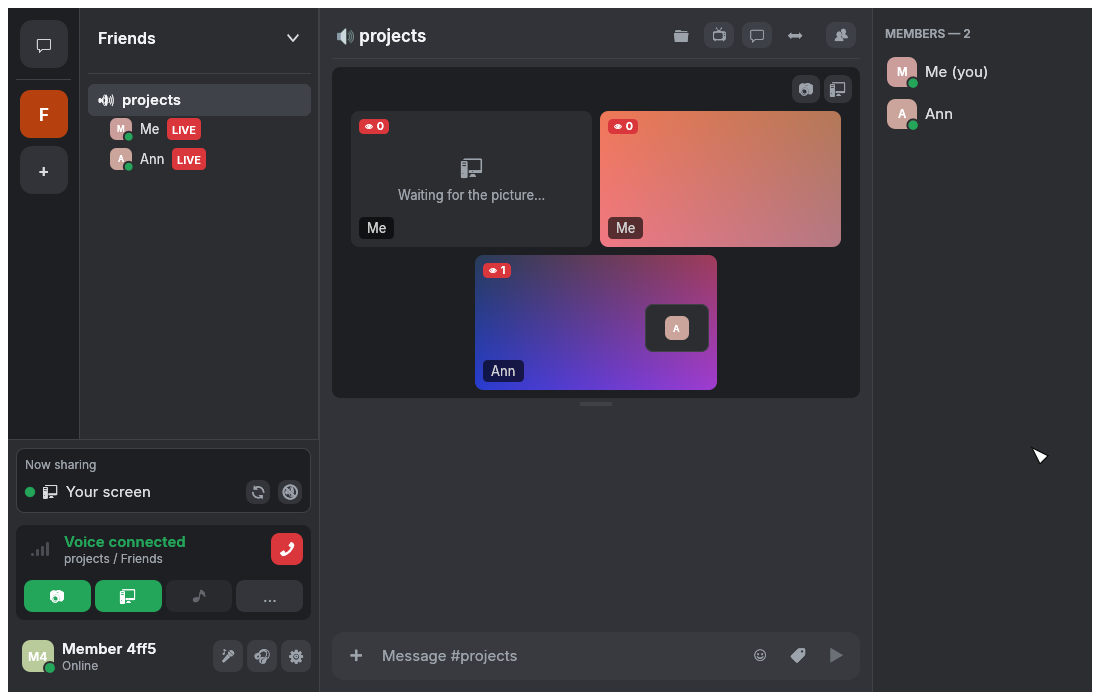 Friends
F
+
projects
M
Me
LIVE
A
Ann
LIVE
Now sharing
Your screen
Voice connected
projects / Friends
...
M4
Member 4ff5
Online
projects
0
Waiting for the picture...
Me
0
Me
1
A
Ann
+
Message #projects
MEMBERS — 2
M
Me (you)
A
Ann